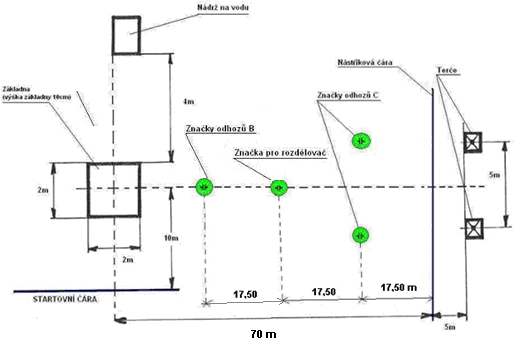 Nádrž na vodu
Nástřiková čára
Terče
Základna
(výška základny 10cm)
4m
Značky odhozů C
Značky odhozů B
Značka pro rozdělovač
2m
5m
10m
2m
STARTOVNÍ ČÁRA
17,50
17,50
17,50 m
5m
70 m